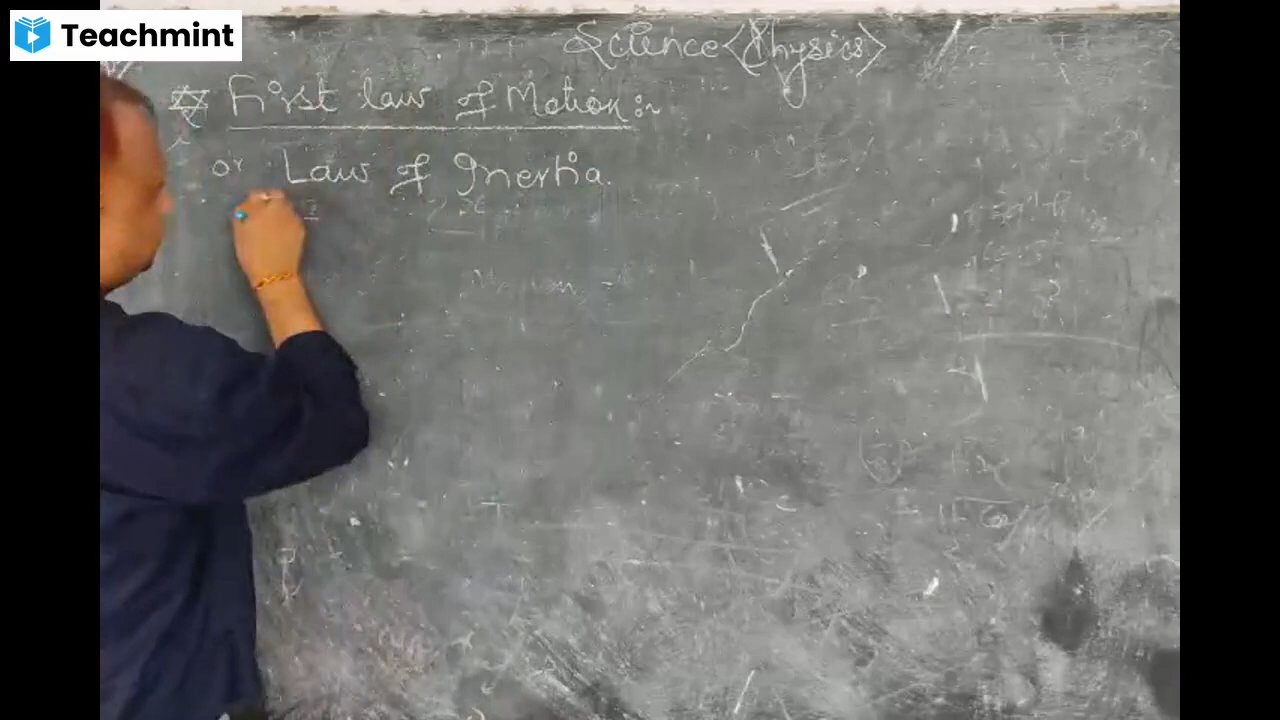 Teachmint
Science <Physics>
First law of Motion :-
or Law of Inertia.